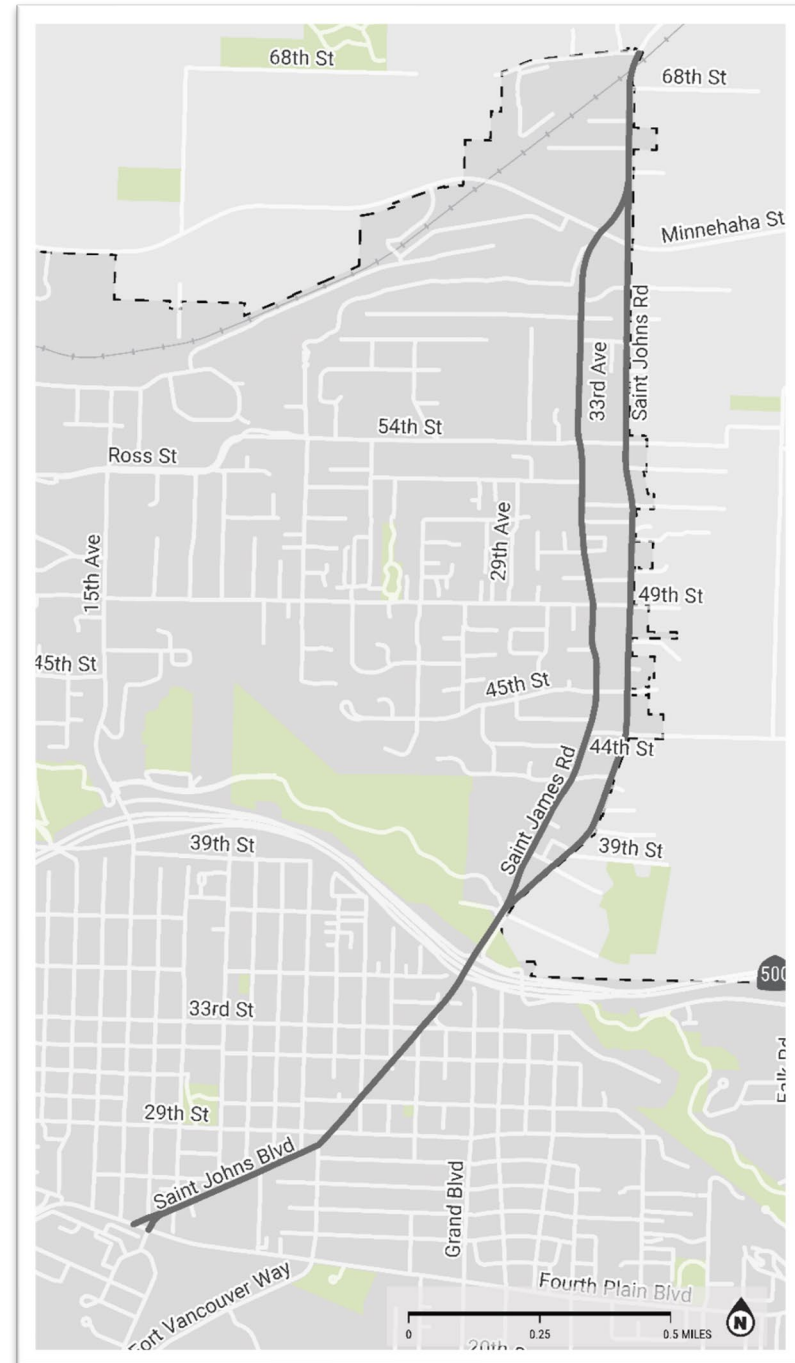 68th St
68th St
Minnehaha St
Saint Johns Rd
33rd Ave
54th St
Ross St
29th Ave
15th Ave
49th St
45th St
45th St
44th St
Saint James Rd
39th St
39th St
500
33rd St
29th St
Saint Johns Blvd
Grand Blvd
Fourth Plain Blvd
Fort Vancouver Way
N
0
0.25
0.5 MILES